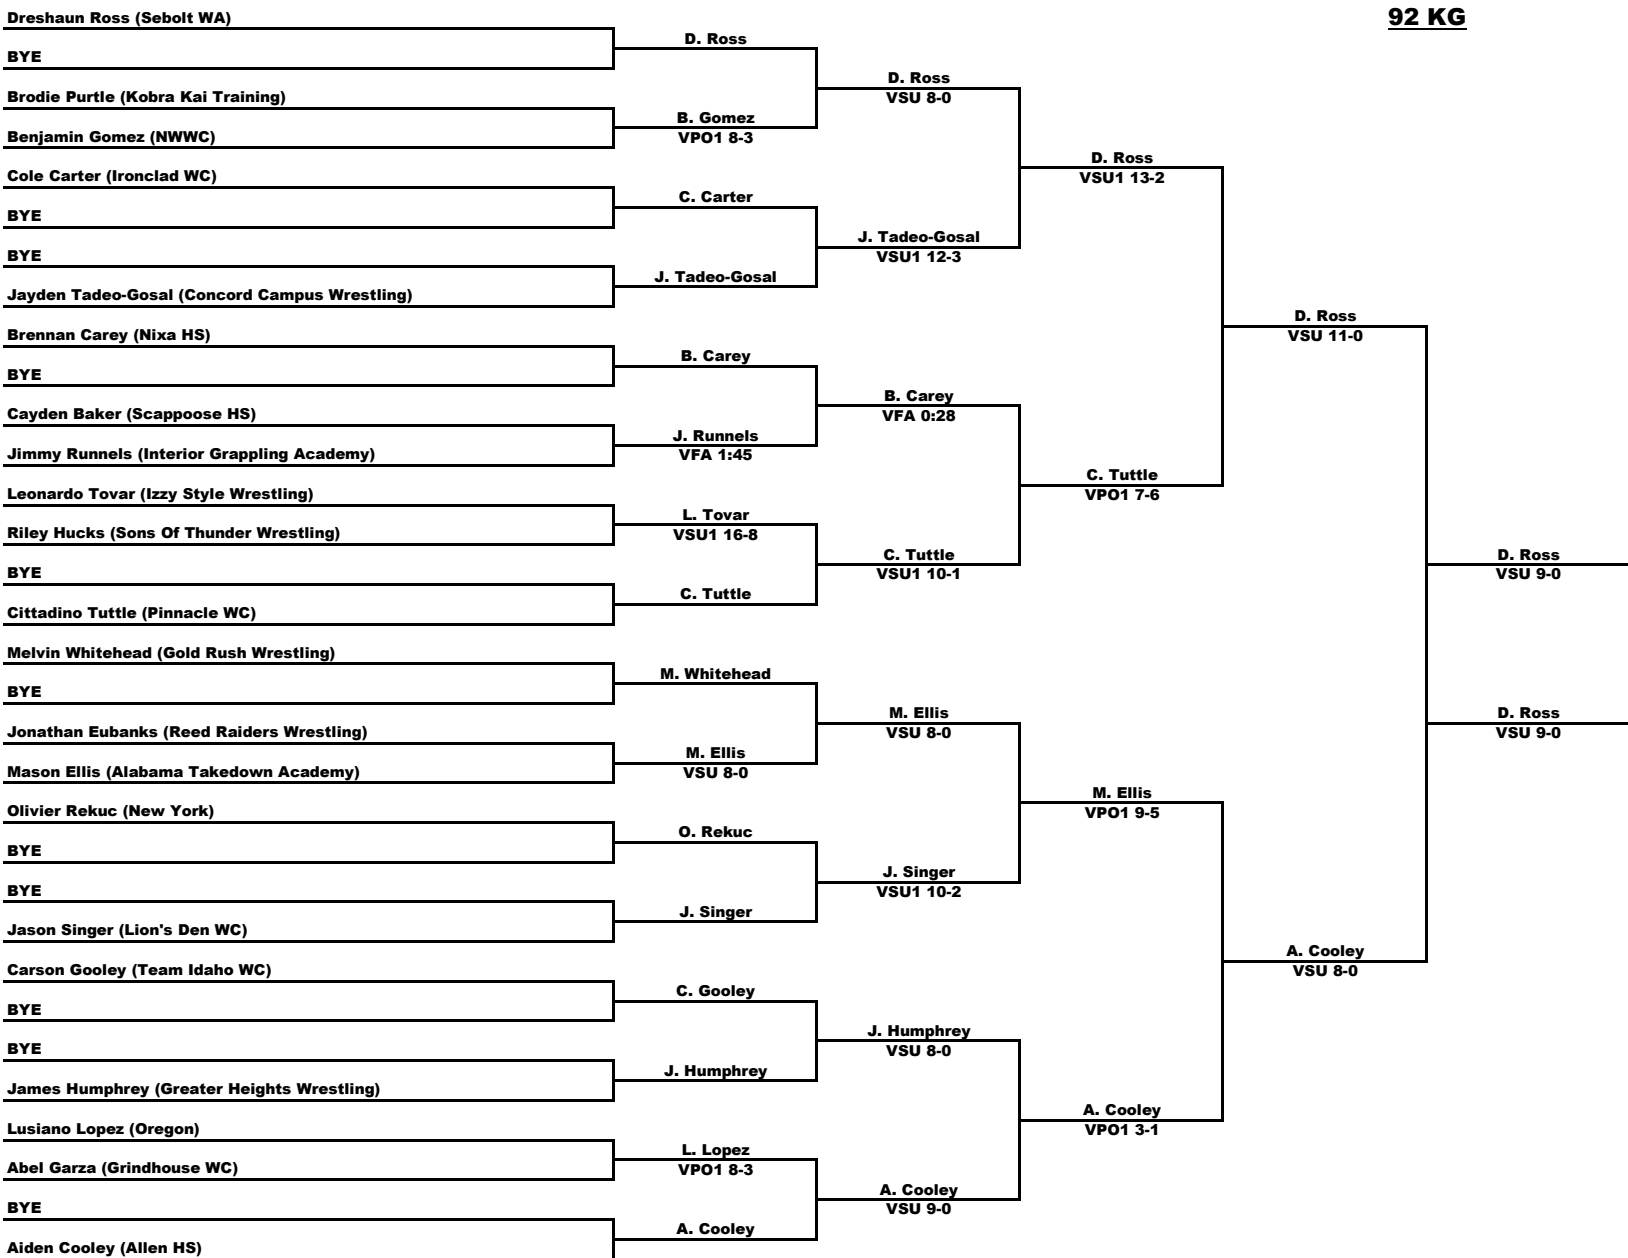 92 KG
Dreshaun Ross (Sebolt WA)
BYE
Brodie Purtle (Kobra Kai Training)
Benjamin Gomez (NWWC)
Cole Carter (Ironclad WC)
BYE
BYE
Jayden Tadeo-Gosal (Concord Campus Wrestling)
Brennan Carey (Nixa HS)
BYE
Cayden Baker (Scappoose HS)
Jimmy Runnels (Interior Grappling Academy)
Leonardo Tovar (Izzy Style Wrestling)
Riley Hucks (Sons Of Thunder Wrestling)
BYE
Cittadino Tuttle (Pinnacle WC)
Melvin Whitehead (Gold Rush Wrestling)
BYE
Jonathan Eubanks (Reed Raiders Wrestling)
Mason Ellis (Alabama Takedown Academy)
Olivier Rekuc (New York)
BYE
BYE
Jason Singer (Lion's Den WC)
Carson Gooley (Team Idaho WC)
BYE
BYE
James Humphrey (Greater Heights Wrestling)
Lusiano Lopez (Oregon)
Abel Garza (Grindhouse WC)
BYE
Aiden Cooley (Allen HS)
D. Ross
B. Gomez
VPO1 8-3
C. Carter
J. Tadeo-Gosal
B. Carey
J. Runnels
VFA 1:45
L. Tovar
VSU1 16-8
C. Tuttle
M. Whitehead
M. Ellis
VSU 8-0
O. Rekuc
J. Singer
C. Gooley
J. Humphrey
L. Lopez
VPO1 8-3
A. Cooley
D. Ross
VSU 8-0
J. Tadeo-Gosal
VSU1 12-3
B. Carey
VFA 0:28
C. Tuttle
VSU1 10-1
M. Ellis
VSU 8-0
J. Singer
VSU1 10-2
J. Humphrey
VSU 8-0
A. Cooley
VSU 9-0
D. Ross
VSU1 13-2
C. Tuttle
VPO1 7-6
M. Ellis
VPO1 9-5
A. Cooley
VPO1 3-1
D. Ross
VSU 11-0
A. Cooley
VSU 8-0
D. Ross
VSU 9-0
D. Ross
VSU 9-0